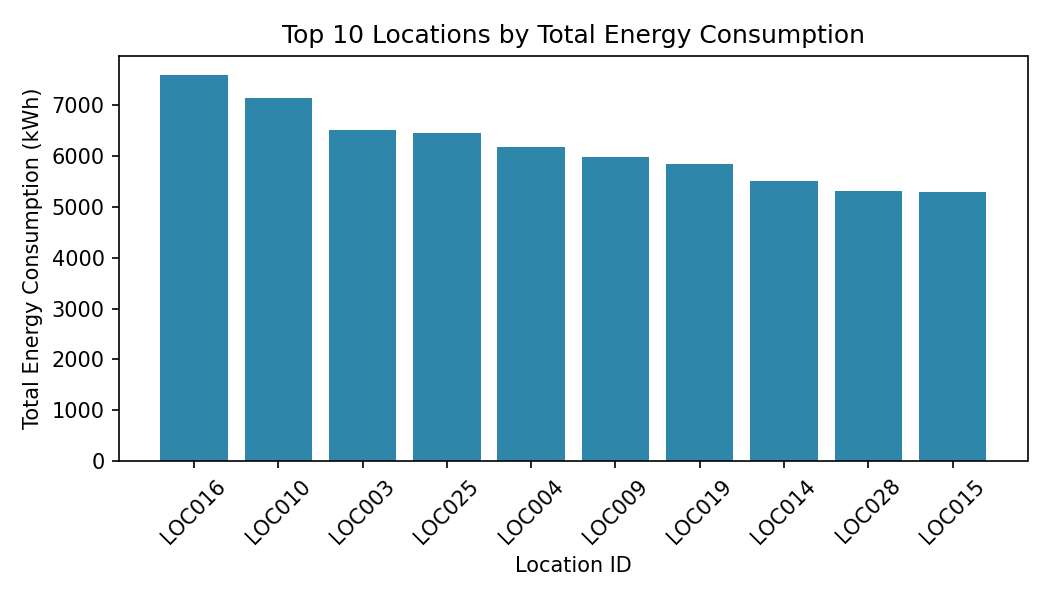 Top 10 Locations by Total Energy Consumption
Total Energy Consumption (kWh)
7000
6000
5000
4000
3000
2000
1000
0
LOC016
LOC010
LOC003
LOC025
LOC004
LOC009
LOC019
LOC014
LOC028
LOC015
Location ID